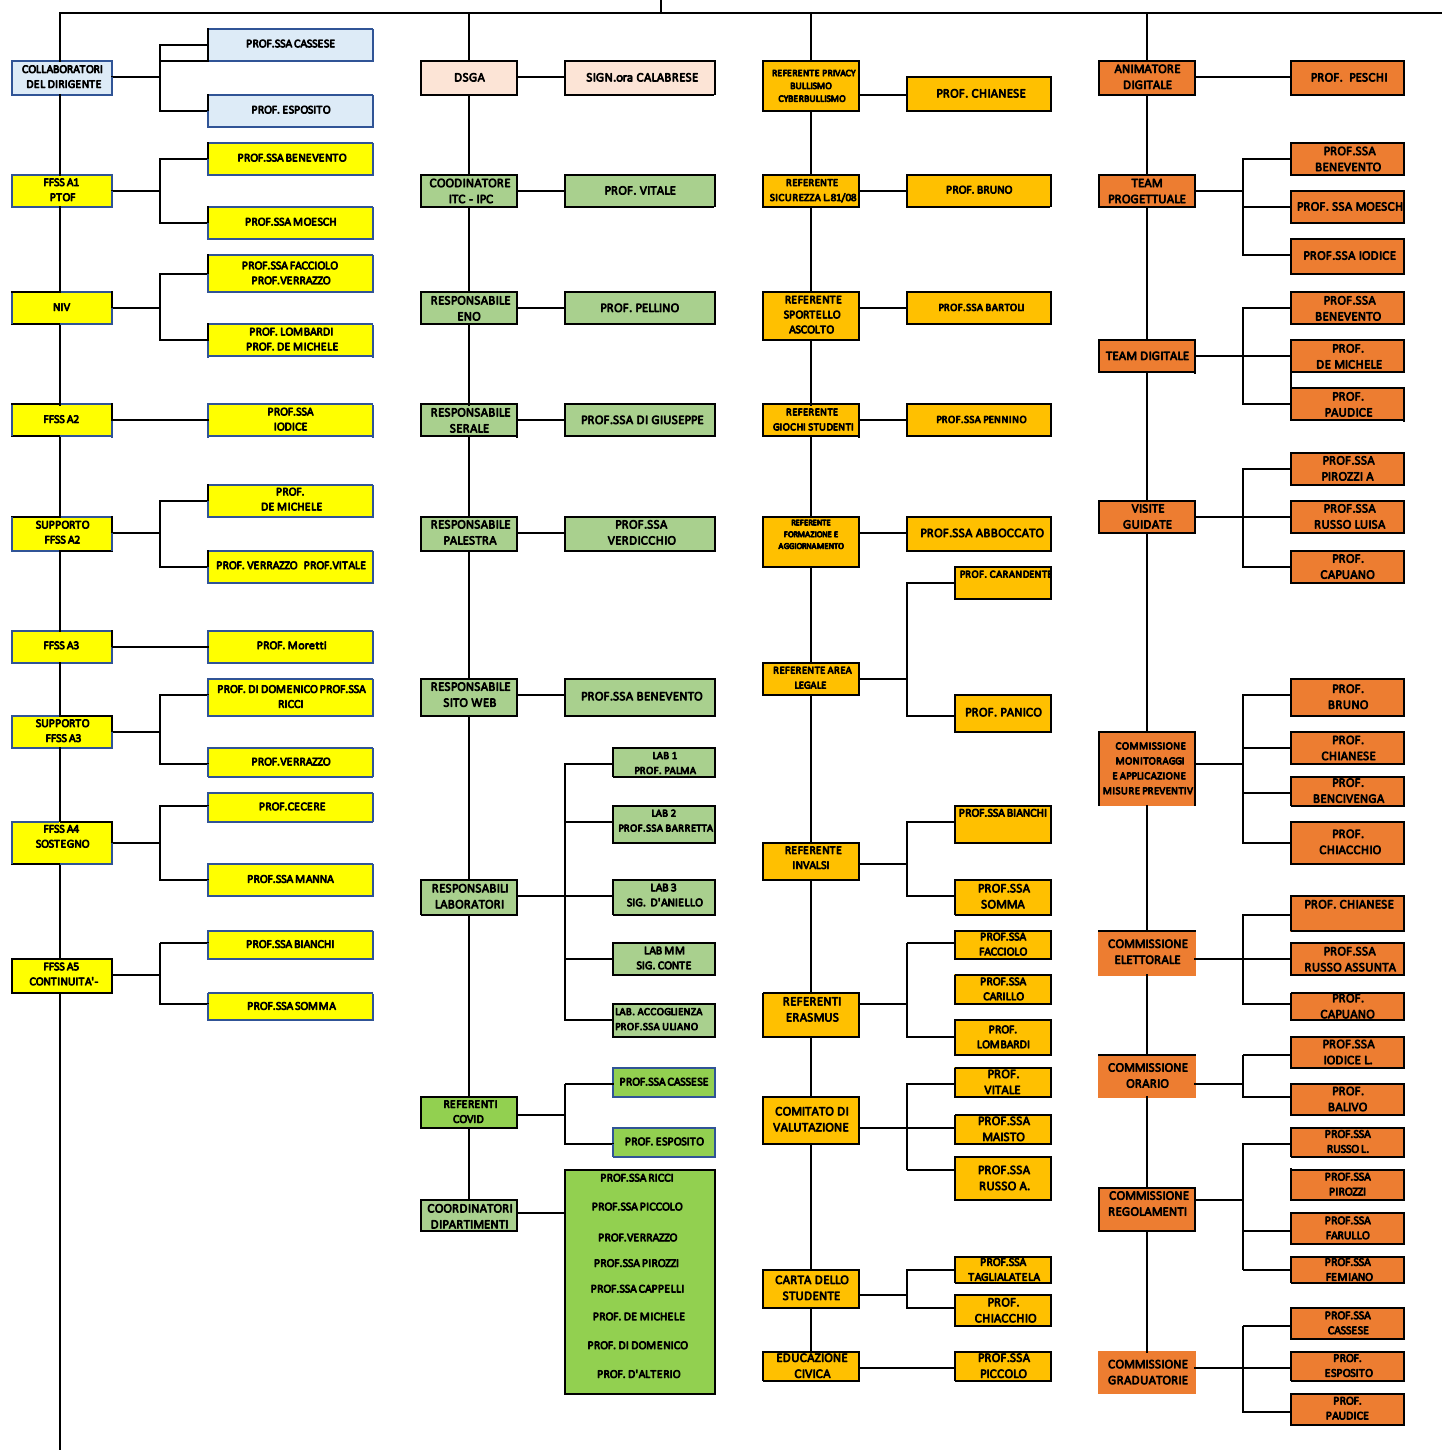 COLLABORATORI
DEL DIRIGENTE
PROF.SSA CASSESE
PROF. ESPOSITO
FFSS A1
PTOF
PROF.SSA BENEVENTO
PROF.SSA MOESCH
NIV
PROF.SSA FACCIOLO
PROF.VERRAZZO
PROF. LOMBARDI
PROF. DE MICHELE
FFSS A2
PROF.SSA
IODICE
SUPPORTO
FFSS A2
PROF.
DE MICHELE
PROF. VERRAZZO PROF.VITALE
FFSS A3
PROF. Moretti
SUPPORTO
FFSS A3
PROF. DI DOMENICO PROF.SSA
RICCI
PROF.VERRAZZO
FFSS A4
SOSTEGNO
PROF.CECERE
PROF.SSA MANNA
FFSS A5
CONTINUITA'-
PROF.SSA BIANCHI
PROF.SSA SOMMA
DSGA
SIGN.ora CALABRESE
COODINATORE
ITC - IPC
PROF. VITALE
RESPONSABILE
ENO
PROF. PELLINO
RESPONSABILE
SERALE
PROF.SSA DI GIUSEPPE
RESPONSABILE
PALESTRA
PROF.SSA
VERDICCHIO
RESPONSABILE
SITO WEB
PROF.SSA BENEVENTO
RESPONSABILI
LABORATORI
LAB 1
PROF. PALMA
LAB 2
PROF.SSA BARRETTA
LAB 3
SIG. D'ANIELLO
LAB MM
SIG. CONTE
LAB. ACCOGLIENZA
PROF.SSA ULIANO
REFERENTI
COVID
PROF.SSA CASSESE
PROF. ESPOSITO
COORDINATORI
DIPARTIMENTI
PROF.SSA RICCI
PROF.SSA PICCOLO
PROF.VERRAZZO
PROF.SSA PIROZZI
PROF.SSA CAPPELLI
PROF. DE MICHELE
PROF. DI DOMENICO
PROF. D'ALTERIO
REFERENTE PRIVACY
BULLISMO
CYBERBULLISMO
PROF. CHIANESE
REFERENTE
SICUREZZA L.81/08
PROF. BRUNO
REFERENTE
SPORTELLO
ASCOLTO
PROF.SSA BARTOLI
REFERENTE
GIOCHI STUDENTI
PROF.SSA PENNINO
REFERENTE
FORMAZIONE E
AGGIORNAMENTO
PROF.SSA ABBOCCATO
REFERENTE AREA
LEGALE
PROF. CARANDENTE
PROF. PANICO
REFERENTE
INVALSI
PROF.SSA BIANCHI
PROF.SSA
SOMMA
REFERENTI
ERASMUS
PROF.SSA
FACCIOLO
PROF.SSA
CARILLO
PROF.
LOMBARDI
COMITATO DI
VALUTAZIONE
PROF.
VITALE
PROF.SSA
MAISTO
PROF.SSA
RUSSO A.
CARTA DELLO
STUDENTE
PROF.SSA
TAGLIALATELA
PROF.
CHIACCHIO
EDUCAZIONE
CIVICA
PROF.SSA
PICCOLO
ANIMATORE
DIGITALE
PROF. PESCHI
TEAM
PROGETTUALE
PROF.SSA
BENEVENTO
PROF. SSA MOESCH
PROF.SSA IODICE
TEAM DIGITALE
PROF.SSA
BENEVENTO
PROF.
DE MICHELE
PROF.
PAUDICE
VISITE
GUIDATE
PROF.SSA
PIROZZI A
PROF.SSA
RUSSO LUISA
PROF.
CAPUANO
COMMISSIONE
MONITORAGGI
E APPLICAZIONE
MISURE PREVENTIV
PROF.
BRUNO
PROF.
CHIANESE
PROF.
BENCIVENGA
PROF.
CHIACCHIO
COMMISSIONE
ELETTORALE
PROF. CHIANESE
PROF.SSA
RUSSO ASSUNTA
PROF.
CAPUANO
COMMISSIONE
ORARIO
PROF.SSA
IODICE L.
PROF.
BALIVO
COMMISSIONE
REGOLAMENTI
PROF.SSA
RUSSO L.
PROF.SSA
PIROZZI
PROF.SSA
FARULLO
PROF.SSA
FEMIANO
COMMISSIONE
GRADUATORIE
PROF.SSA
CASSESE
PROF.
ESPOSITO
PROF.
PAUDICE